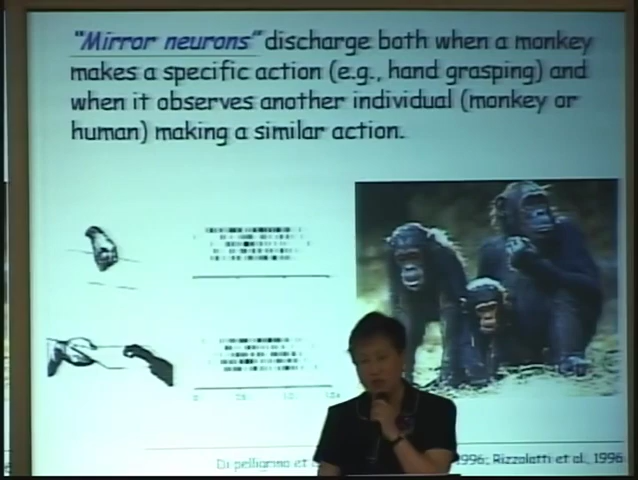 "Mirror neurons" discharge both when a monkey
makes a specific action (e.g., hand grasping) and
when it observes another individual (monkey or
human) making a similar action.
Di pelligrino et 1996; Rizzolatti et al., 1996